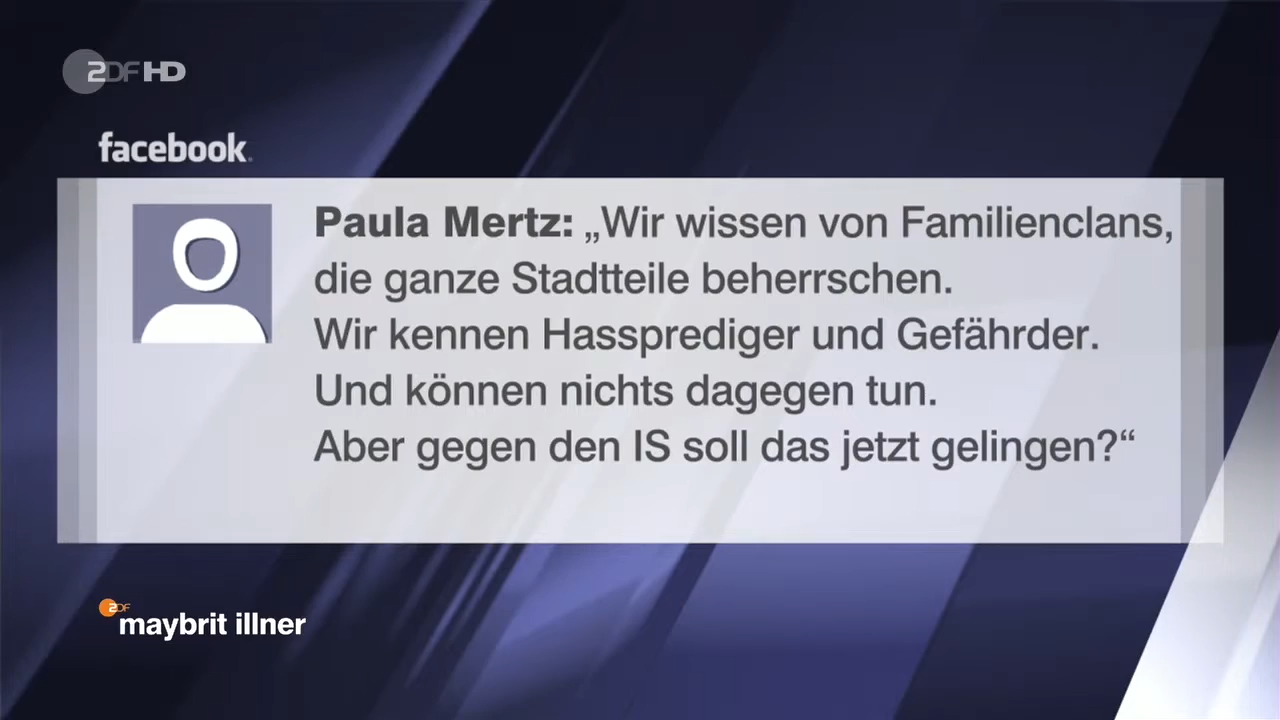 ZDF HD
facebook.
Paula Mertz: „Wir wissen von Familienclans,
die ganze Stadtteile beherrschen.
Wir kennen Hassprediger und Gefährder.
Und können nichts dagegen tun.
Aber gegen den IS soll das jetzt gelingen?“
ZDF
maybrit illner